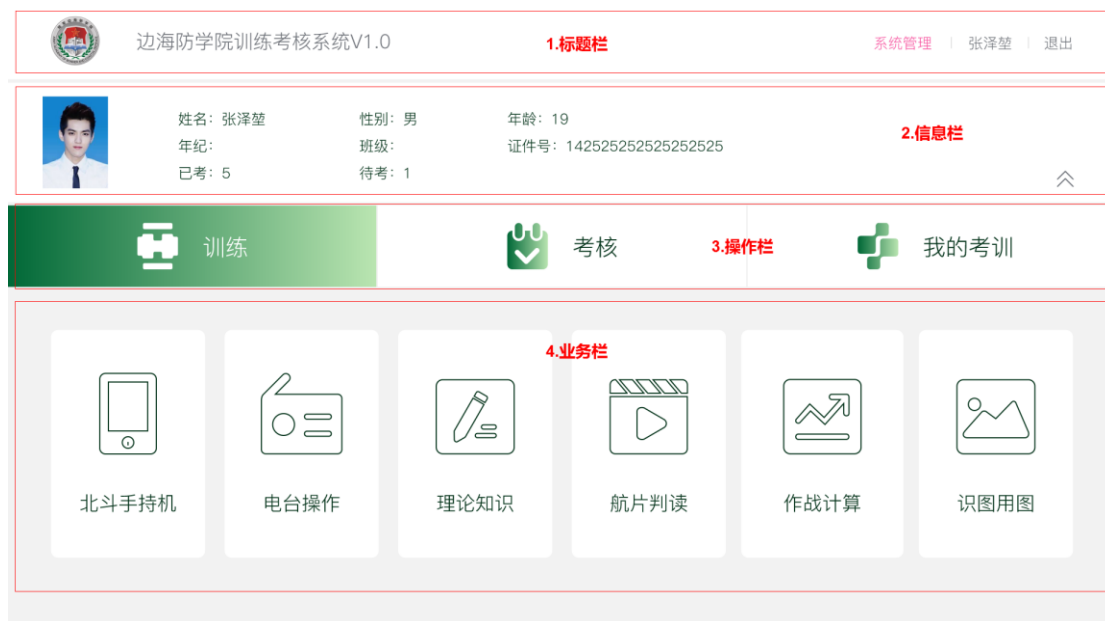 边海防学院训练考核系统V1.0 1.标题栏 系统管理 张泽堃 退出
姓名：张泽堃 性别：男 年龄：19
年纪： 班级： 证件号：142525252525252525 2.信息栏
已考：5 待考：1
训练 考核 3.操作栏 我的考训
4.业务栏
北斗手持机 电台操作 理论知识 航片判读 作战计算 识图用图